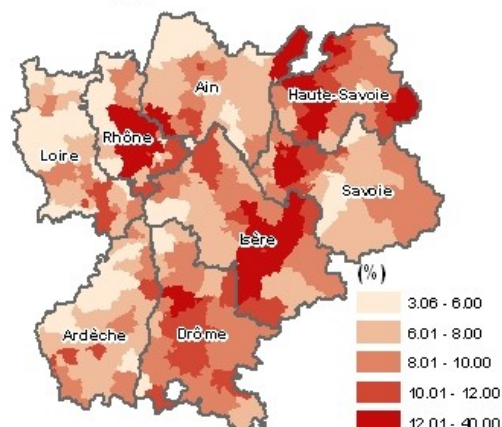 Ain
Haute-Savoie
Rhône
Loire
Savoie
Isère
Ardèche
Drôme
(%)
3.06 - 6.00
6.01 - 8.00
8.01 - 10.00
10.01 - 12.00
12.01 - 40.00